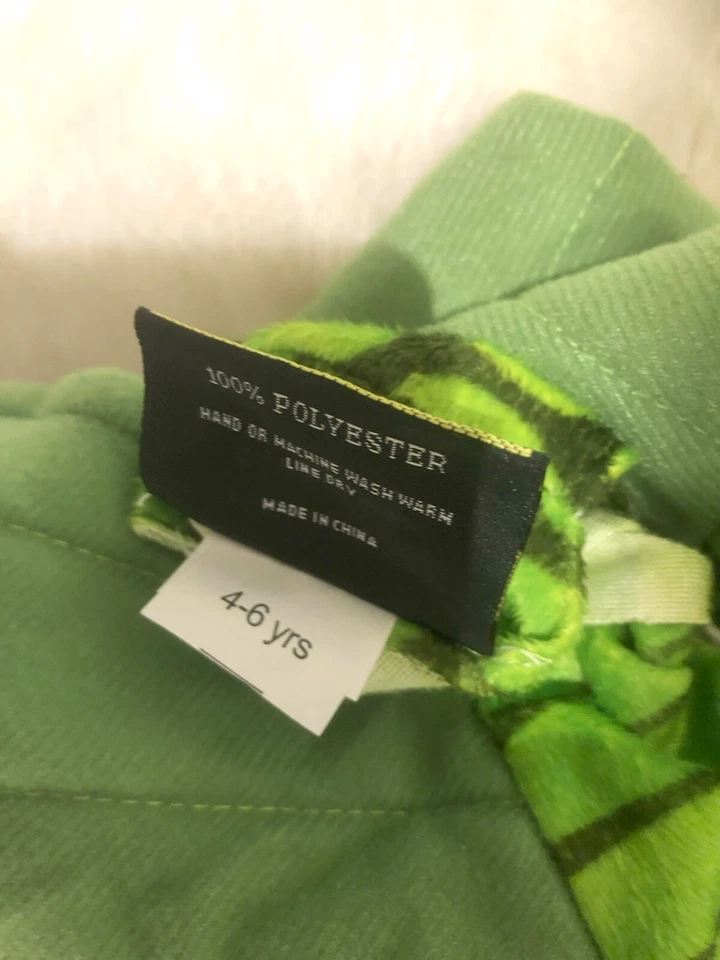 100% POLYESTER
HAND OR MACHINE WASH WARM
LINE DRY
MADE IN CHINA
4-6 yrs